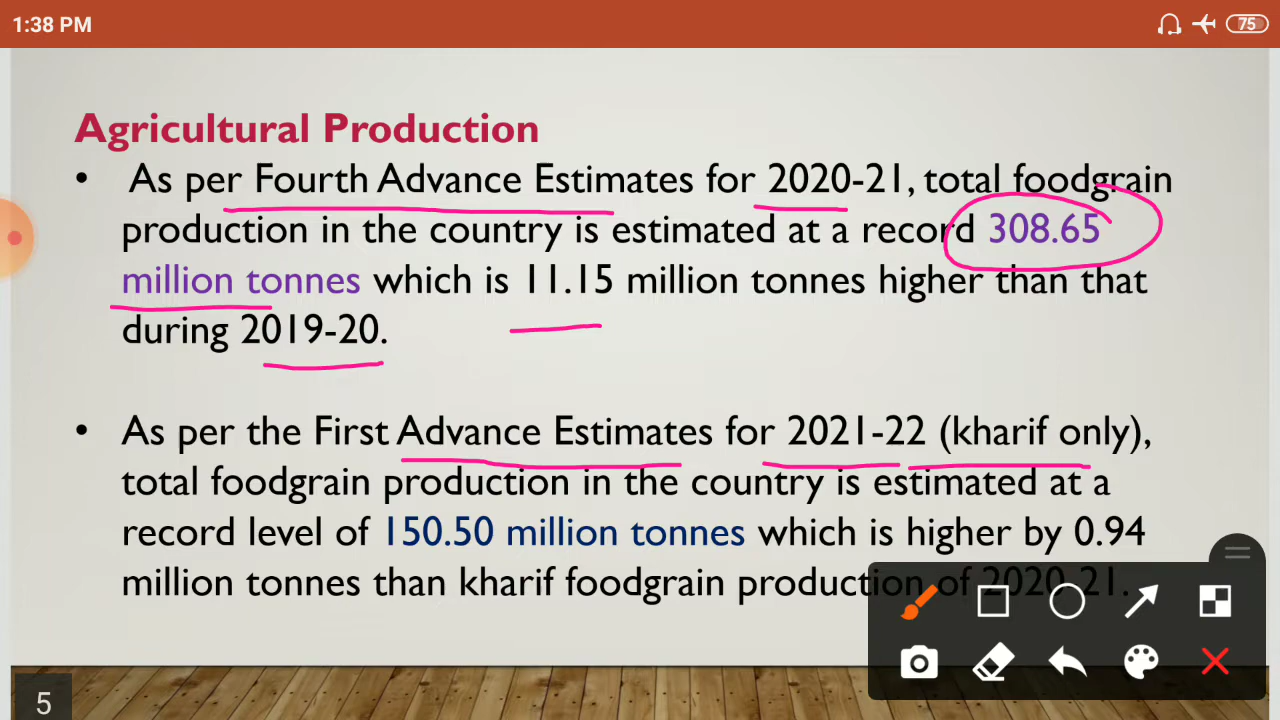 1:38 PM
75
Agricultural Production
• As per Fourth Advance Estimates for 2020-21, total foodgrain
production in the country is estimated at a record 308.65
million tonnes which is 11.15 million tonnes higher than that
during 2019-20.
• As per the First Advance Estimates for 2021-22 (kharif only),
total foodgrain production in the country is estimated at a
record level of 150.50 million tonnes which is higher by 0.94
million tonnes than kharif foodgrain production of 2020-21.
5